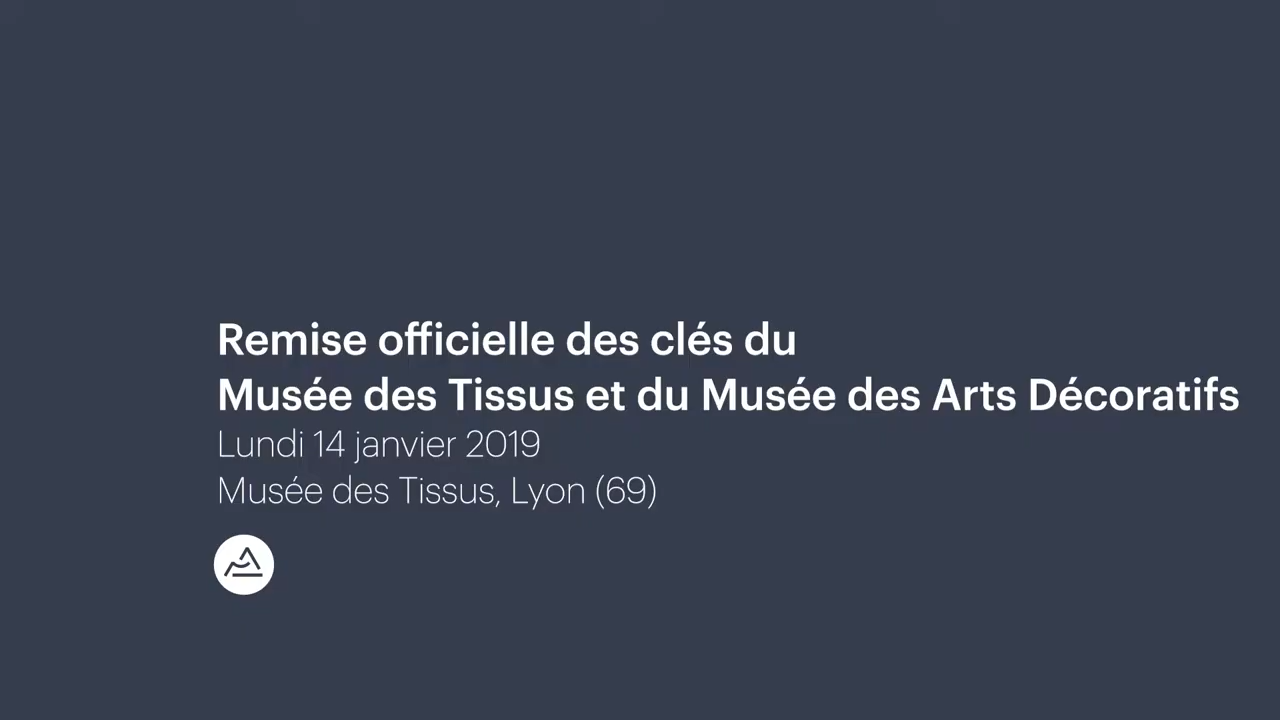 Remise officielle des clés du
Musée des Tissus et du Musée des Arts Décoratifs
Lundi 14 janvier 2019
Musée des Tissus, Lyon (69)